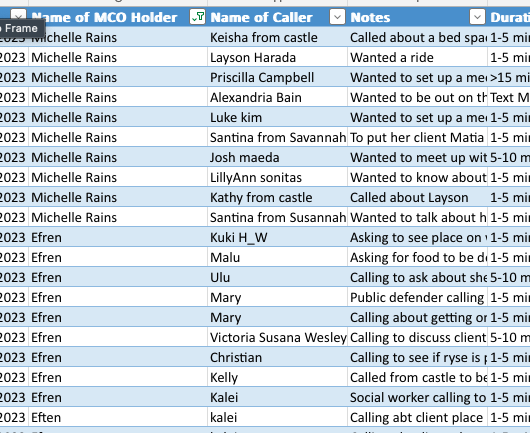 Name of MCO Holder Name of Caller Notes Durati
Frame
2023 Michelle Rains Keisha from castle Called about a bed spac 1-5 mi
2023 Michelle Rains Layson Harada Wanted a ride 1-5 mi
2023 Michelle Rains Priscilla Campbell Wanted to set up a mee >15 mi
2023 Michelle Rains Alexandria Bain Wanted to be out on th Text M
2023 Michelle Rains Luke kim Wanted to set up a mee 1-5 mi
2023 Michelle Rains Santina from Savannah To put her client Matia 1-5 mi
2023 Michelle Rains Josh maeda Wanted to meet up wit 5-10 m
2023 Michelle Rains LillyAnn sonitas Wanted to know about 1-5 mi
2023 Michelle Rains Kathy from castle Called about Layson 1-5 mi
2023 Michelle Rains Santina from Susannah Wanted to talk about h 1-5 mi
2023 Efren Kuki H_W Asking to see place on 1-5 mi
2023 Efren Malu Asking for food to be de 1-5 mi
2023 Efren Ulu Calling to ask about she 5-10 m
2023 Efren Mary Public defender calling 1-5 mi
2023 Efren Mary Calling about getting or 1-5 mi
2023 Efren Victoria Susana Wesley Calling to discuss client 5-10 m
2023 Efren Christian Calling to see if ryse is p 1-5 mi
2023 Efren Kelly Called from castle to be 1-5 mi
2023 Efren Kalei Social worker calling to 1-5 mi
2023 Eften kalei Calling abt client place 1-5 mi